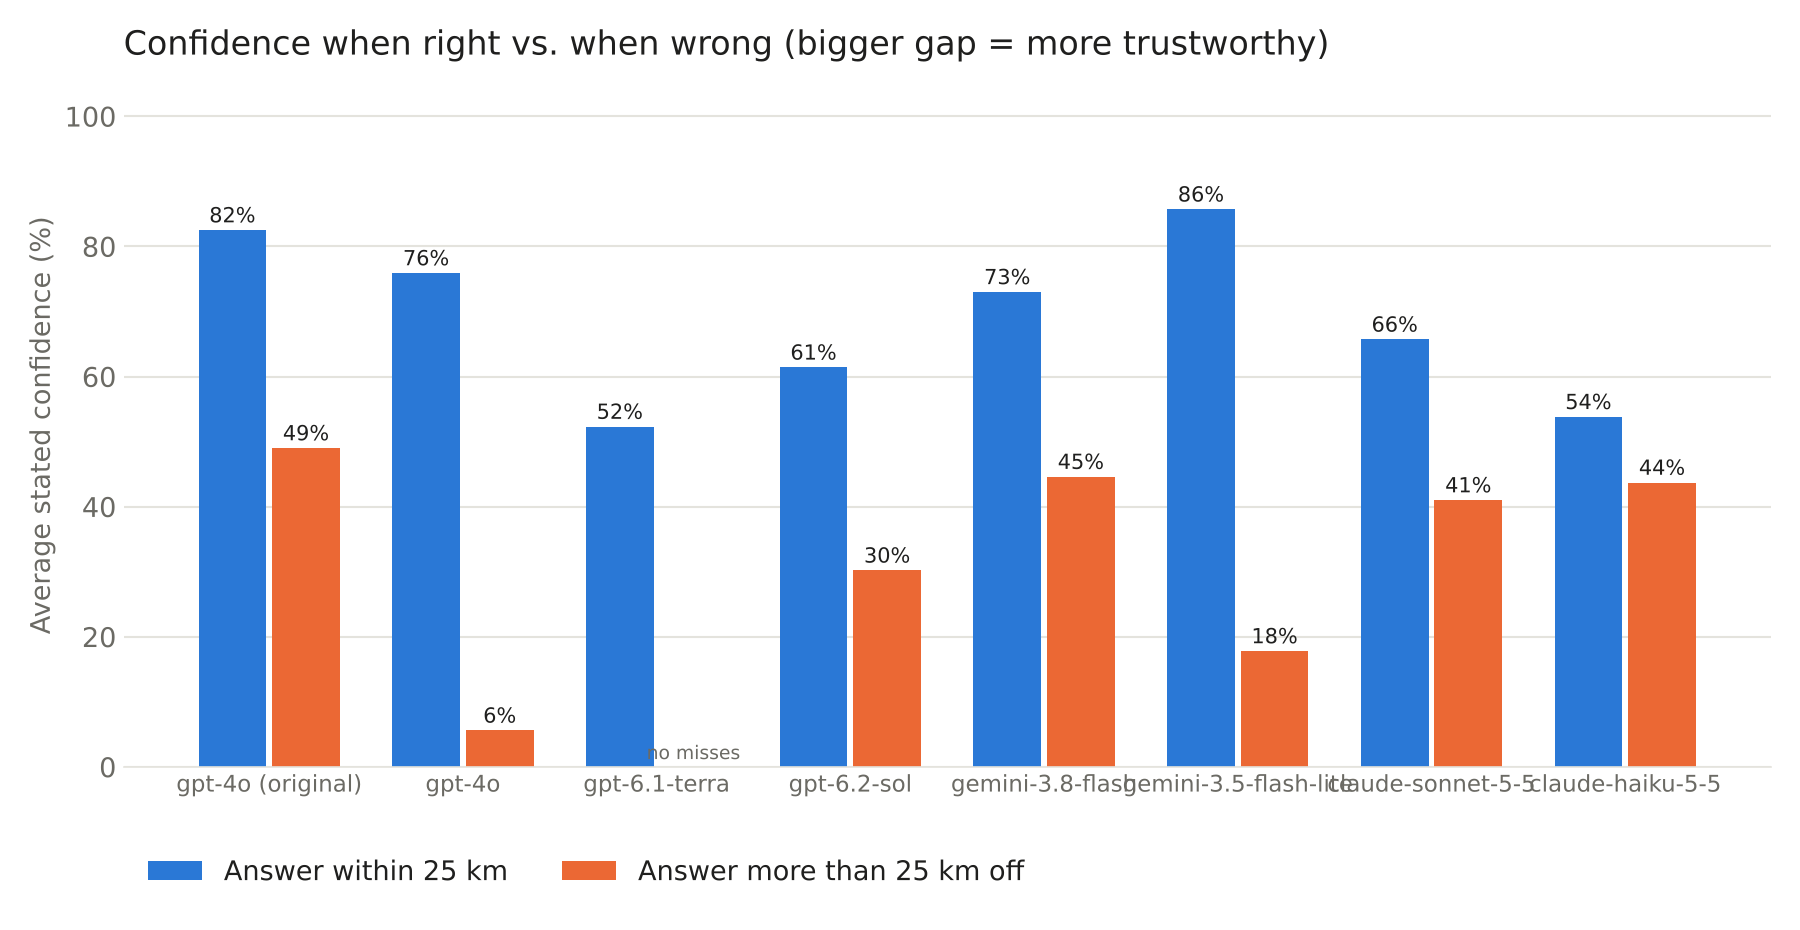 Confidence when right vs. when wrong (bigger gap = more trustworthy)
Average stated confidence (%)
100
80
60
40
20
0
82%
49%
76%
6%
52%
no misses
61%
30%
73%
45%
86%
18%
66%
41%
54%
44%
gpt-4o (original)
gpt-4o
gpt-6.1-terra
gpt-6.2-sol
gemini-3.8-flash
gemini-3.5-flash-lite
claude-sonnet-5-5
claude-haiku-5-5
Answer within 25 km
Answer more than 25 km off